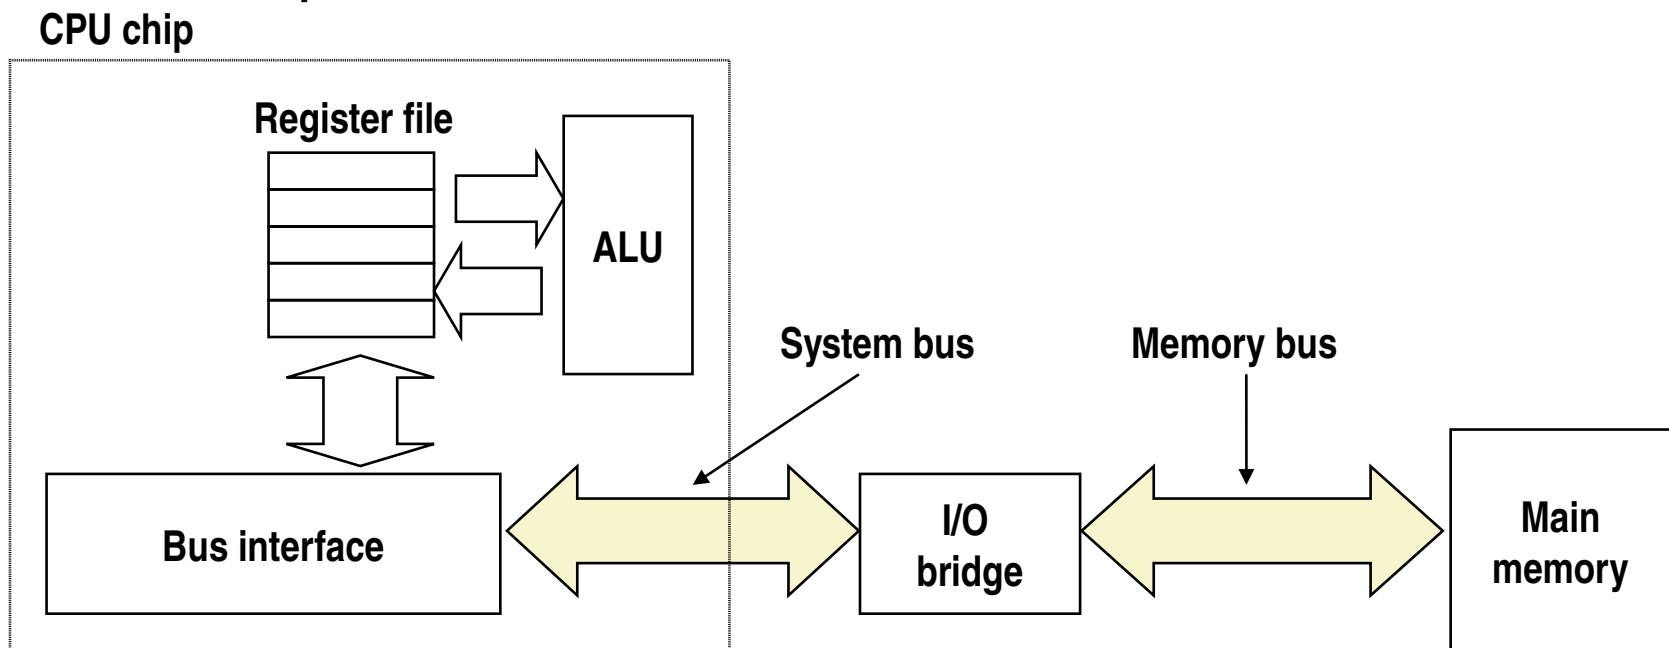 CPU chip
Register file
ALU
System bus
Memory bus
Bus interface
I/O
bridge
Main
memory